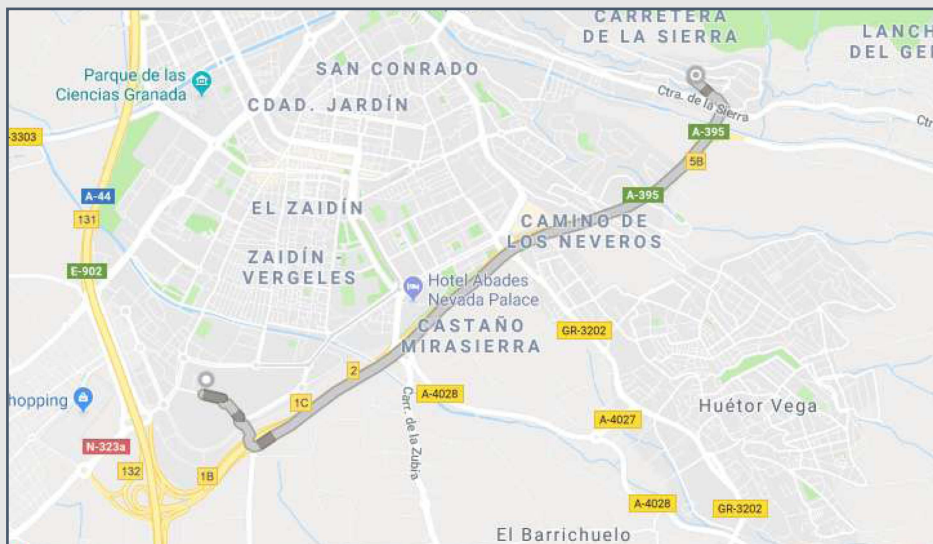 CARRETERA
DE LA SIERRA
LANCH
DEL GE
SAN CONRADO
Parque de las
Ciencias Granada
CDAD. JARDÍN
Ctra. de la Sierra
Ctr
-3303
A-395
5B
A-44
A-395
131
EL ZAIDÍN
CAMINO DE
LOS NEVEROS
ZAIDÍN -
VERGELES
E-902
Hotel Abades
Nevada Palace
CASTAÑO
MIRASIERRA
GR-3202
2
A-4028
hopping
1C
Carr. de la Zubia
Huétor Vega
A-4027
N-323a
132
1B
A-4028
GR-3202
El Barrichuelo